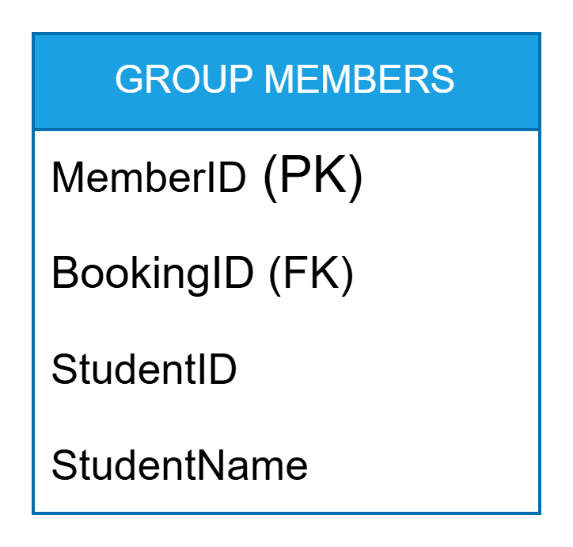 GROUP MEMBERS
MemberID (PK)
BookingID (FK)
StudentID
StudentName